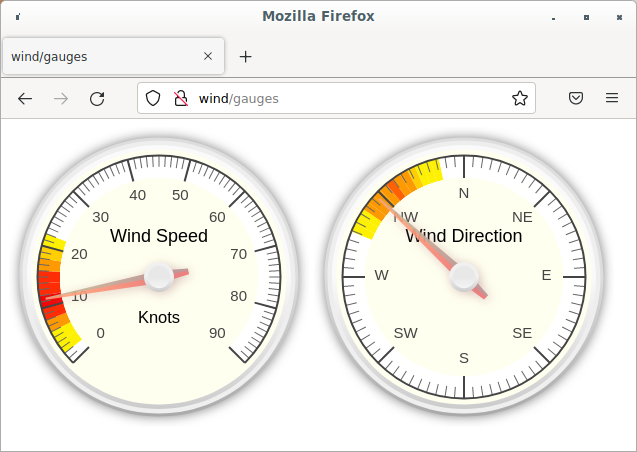 Mozilla Firefox
wind/gauges
wind/gauges
40 50
30 60
Wind Speed
20 70
10 80
Knots
0 90
N
NW NE
Wind Direction
W E
SW SE
S